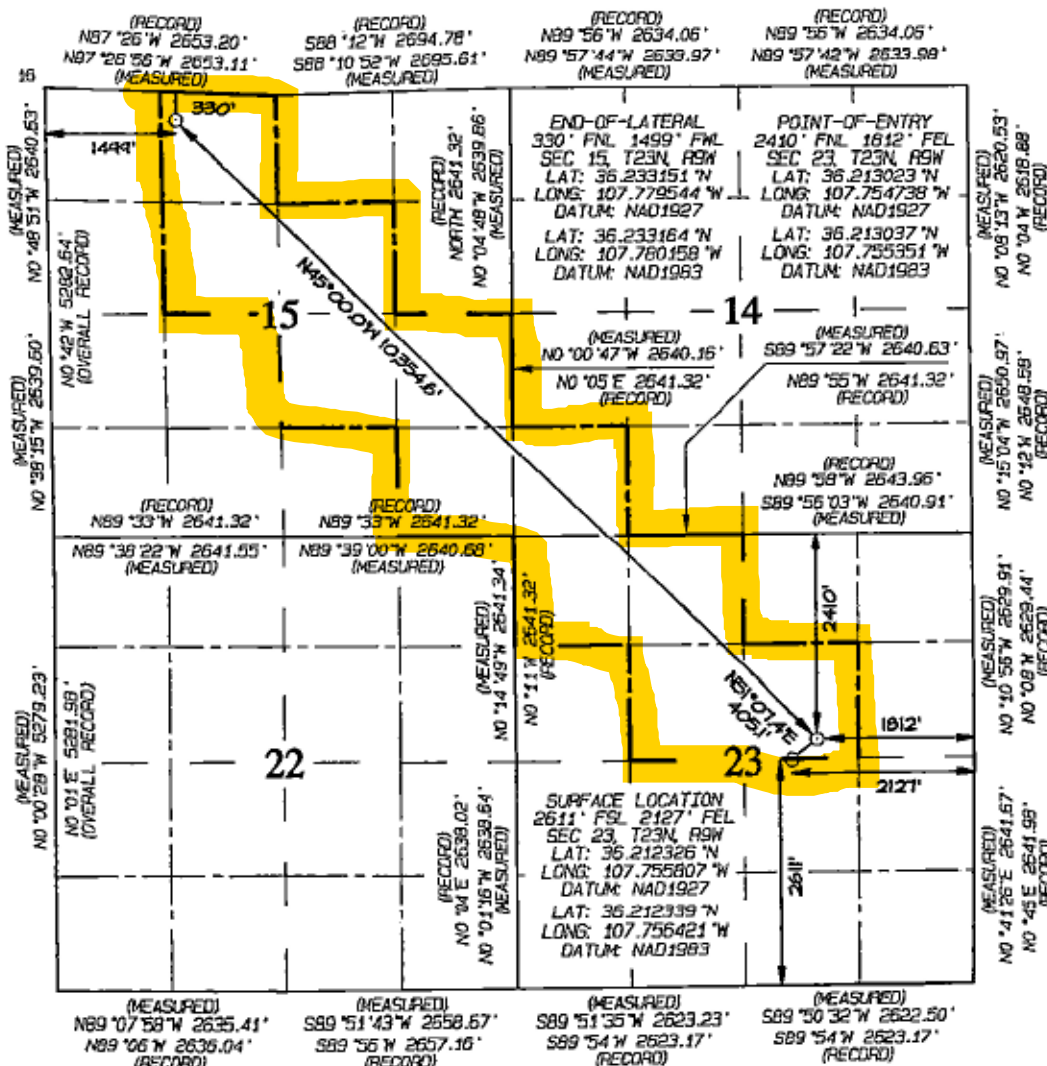 (RECORD)
N87°26'W 2653.20'
N87°26'56"W 2653.11'
(MEASURED)
(RECORD)
S88°12'W 2694.78'
S88°10'52"W 2695.61'
(MEASURED)
(RECORD)
N89°56'W 2634.06'
N89°57'44"W 2633.97'
(MEASURED)
(RECORD)
N89°56'W 2634.06'
N89°57'42"W 2633.98'
(MEASURED)
16
330'
1499'
(MEASURED)
N0°48'51"W 2640.63'
N0°42'W 5282.64'
(OVERALL RECORD)
(MEASURED)
N0°38'15"W 2639.60'
(RECORD)
NORTH 2641.32'
N0°04'48"W 2639.86'
(MEASURED)
END-OF-LATERAL
330' FNL 1499' FWL
SEC 15, T23N, R9W
LAT: 36.233151°N
LONG: 107.779544°W
DATUM: NAD1927
LAT: 36.233164°N
LONG: 107.780158°W
DATUM: NAD1983
POINT-OF-ENTRY
2410' FNL 1812' FEL
SEC 23, T23N, R9W
LAT: 36.213023°N
LONG: 107.754738°W
DATUM: NAD1927
LAT: 36.213037°N
LONG: 107.755351°W
DATUM: NAD1983
(MEASURED)
N0°08'13"W 2620.53'
N0°04'W 2618.88'
(RECORD)
15
14
N45°00.0'W 10,354.6'
(MEASURED)
N0°00'47"W 2640.16'
N0°05'E 2641.32'
(RECORD)
(MEASURED)
S89°57'22"W 2640.63'
N89°55'W 2641.32'
(RECORD)
(MEASURED)
N0°15'04"W 2650.97'
N0°12'W 2648.58'
(RECORD)
(RECORD)
N89°58'W 2643.96'
S89°56'03"W 2640.91'
(MEASURED)
(RECORD)
N89°33'W 2641.32'
N89°38'22"W 2641.55'
(MEASURED)
(RECORD)
N89°33'W 2641.32'
N89°39'00"W 2640.68'
(MEASURED)
(MEASURED)
N0°14'49"W 2641.34'
N0°11'W 2641.32'
(RECORD)
2410'
(MEASURED)
N0°10'56"W 2629.91'
N0°08'W 2629.44'
(RECORD)
N51°07.4'E
405.1'
1812'
(MEASURED)
N0°00'28"W 5279.23'
N0°01'E 5281.98'
(OVERALL RECORD)
22
23
2127'
SURFACE LOCATION
2611' FSL 2127' FEL
SEC 23, T23N, R9W
LAT: 36.212326°N
LONG: 107.755807°W
DATUM: NAD1927
LAT: 36.212339°N
LONG: 107.756421°W
DATUM: NAD1983
(RECORD)
N0°04'E 2638.02'
N0°01'16"W 2638.64'
(MEASURED)
2611'
(MEASURED)
N0°41'26"E 2641.67'
N0°45'E 2641.98'
(RECORD)
(MEASURED)
N89°07'58"W 2635.41'
N89°06'W 2636.04'
(RECORD)
(MEASURED)
S89°51'43"W 2658.67'
S89°56'W 2657.16'
(RECORD)
(MEASURED)
S89°51'35"W 2623.23'
S89°54'W 2623.17'
(RECORD)
(MEASURED)
S89°50'32"W 2622.50'
S89°54'W 2623.17'
(RECORD)